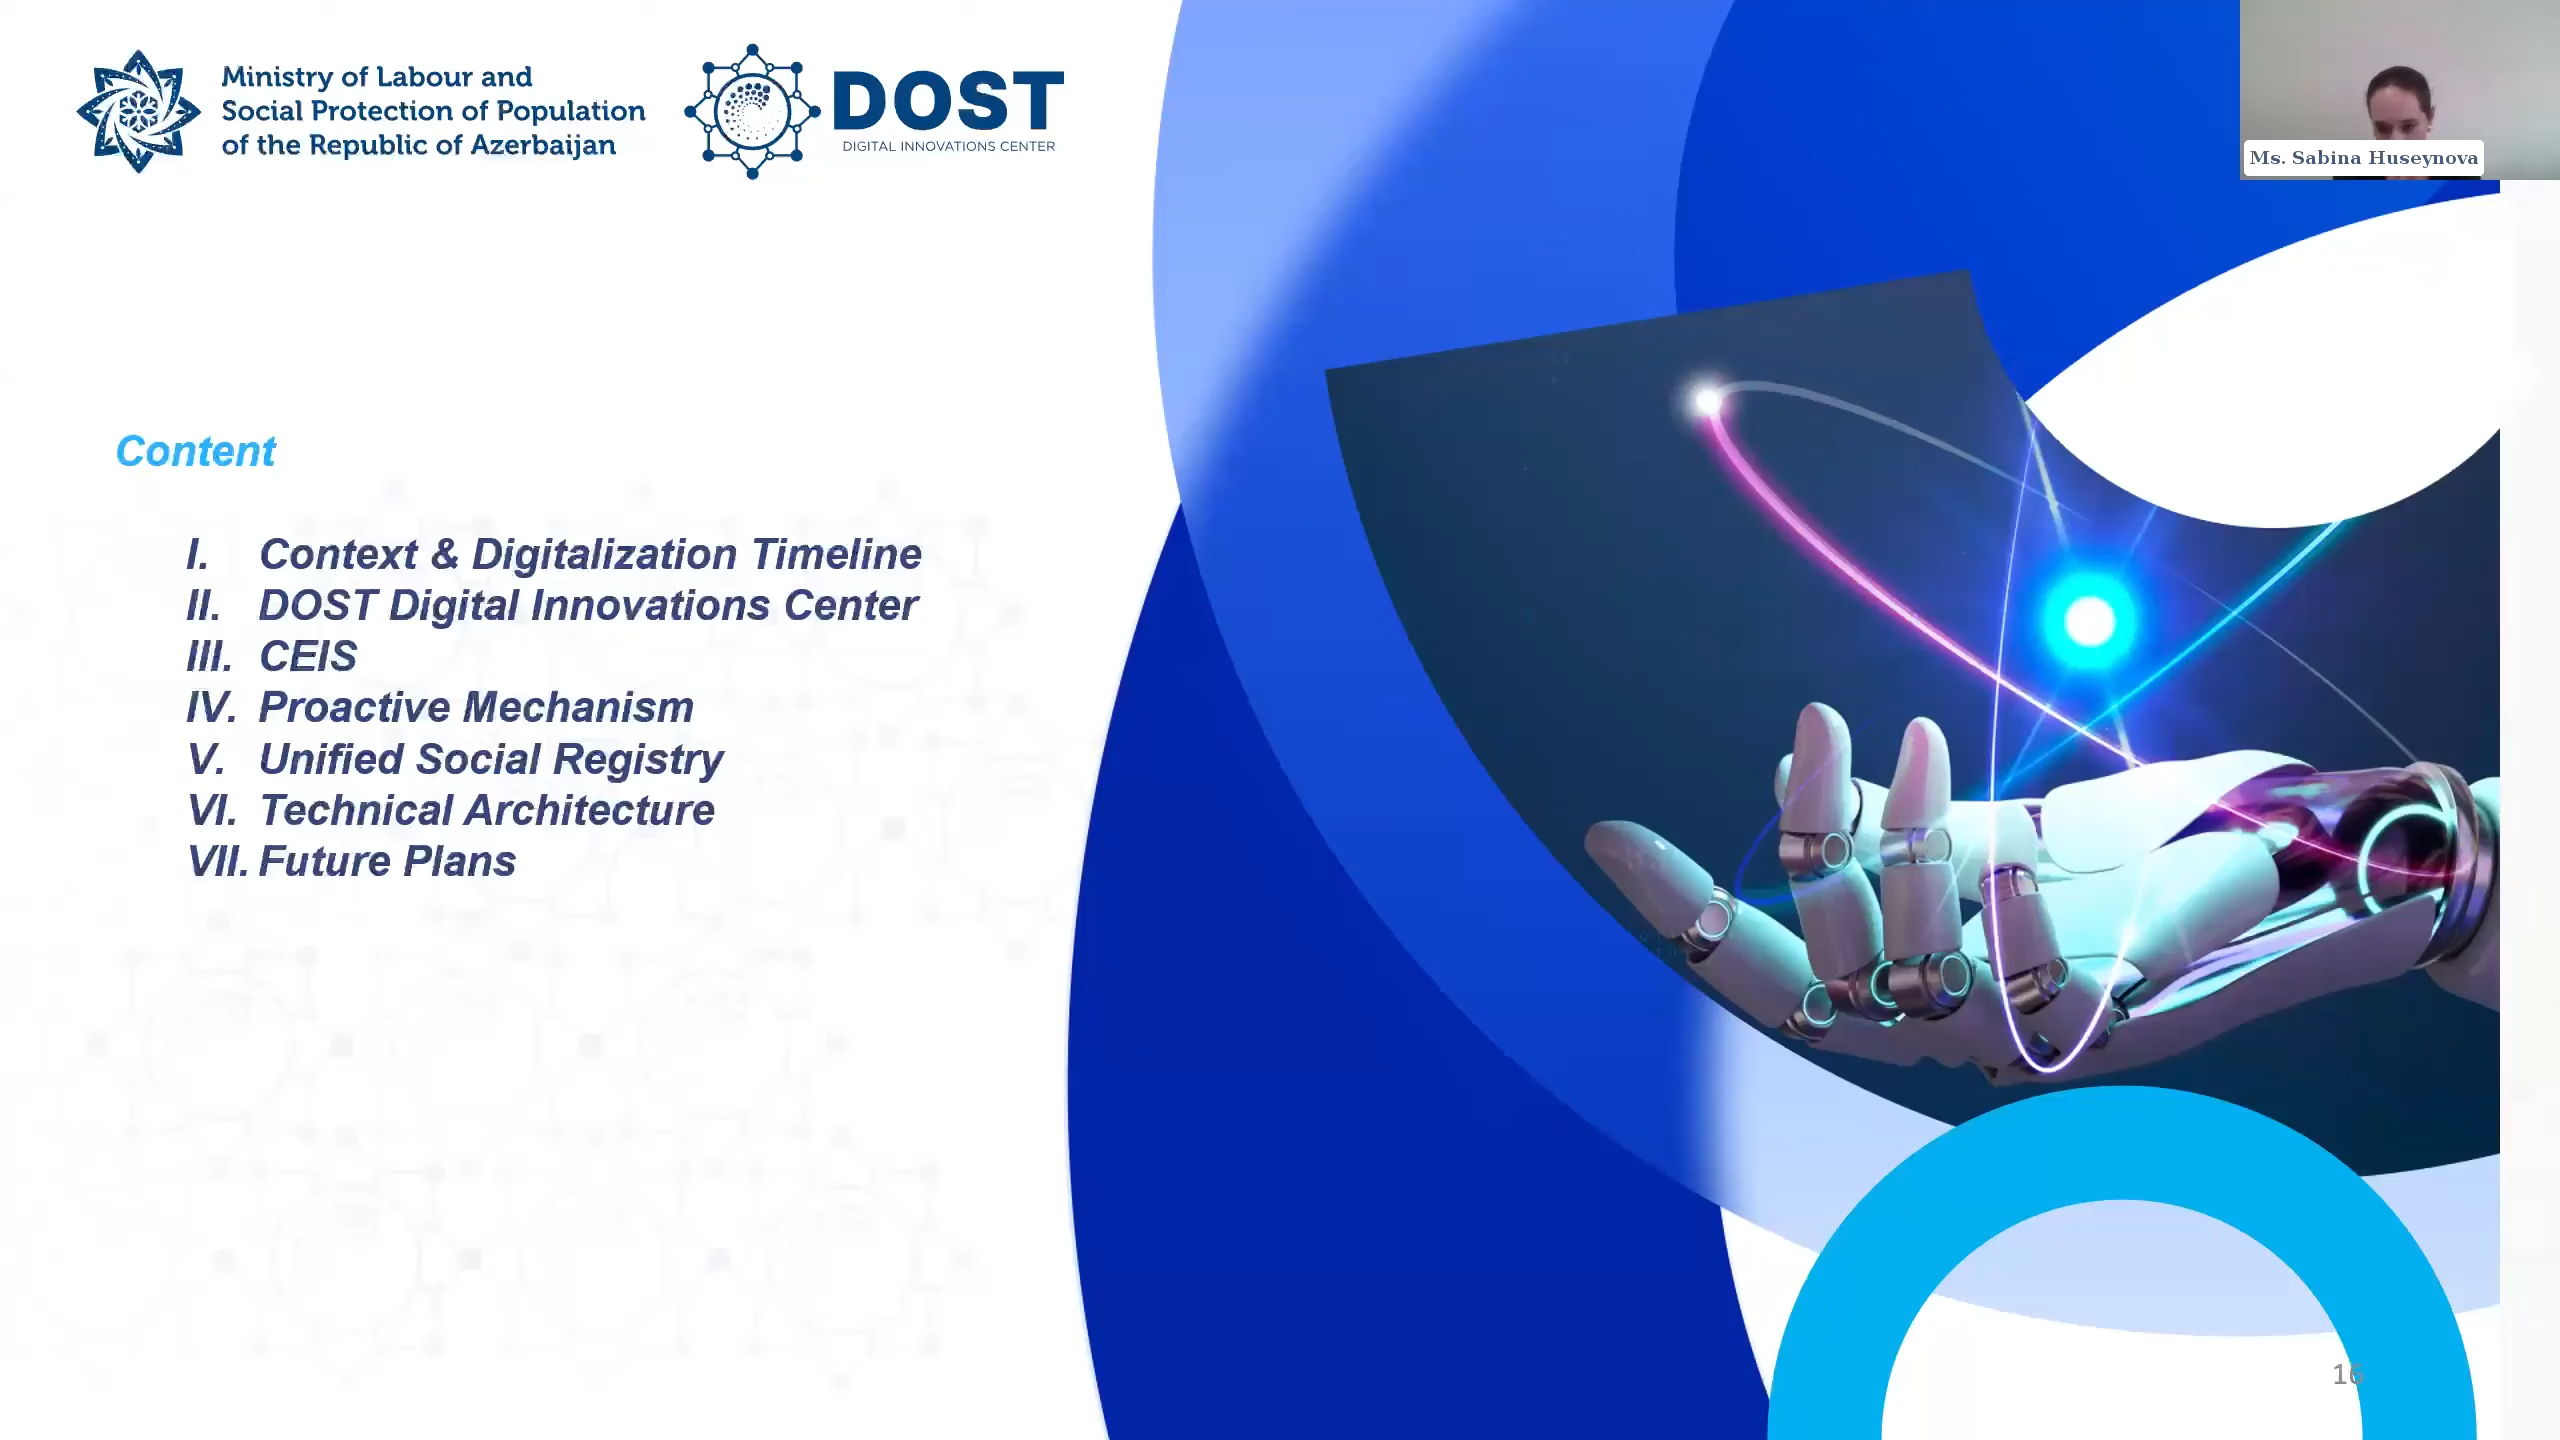 Ministry of Labour and
Social Protection of Population
of the Republic of Azerbaijan
DOST
DIGITAL INNOVATIONS CENTER
Ms. Sabina Huseynova
Content
I. Context & Digitalization Timeline
II. DOST Digital Innovations Center
III. CEIS
IV. Proactive Mechanism
V. Unified Social Registry
VI. Technical Architecture
VII. Future Plans
16